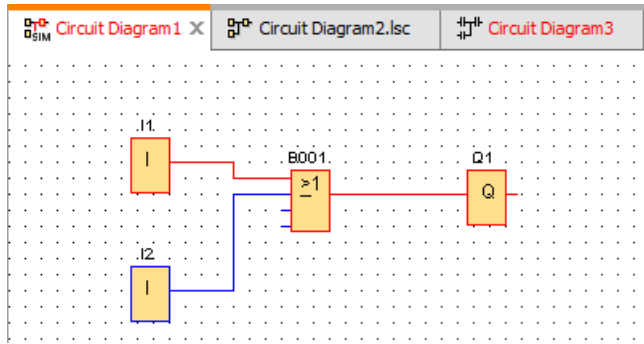 SIM Circuit Diagram1 X Circuit Diagram2.lsc Circuit Diagram3
I1
I
B001
≥1
Q1
Q
I2
I